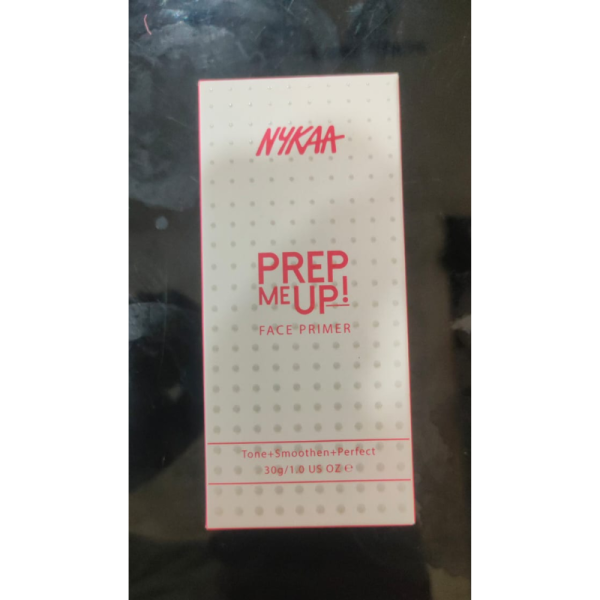 NYKAA
PREP
ME UP!
FACE PRIMER
Tone+Smoothen+Perfect
30g/1.0 US OZ ℮